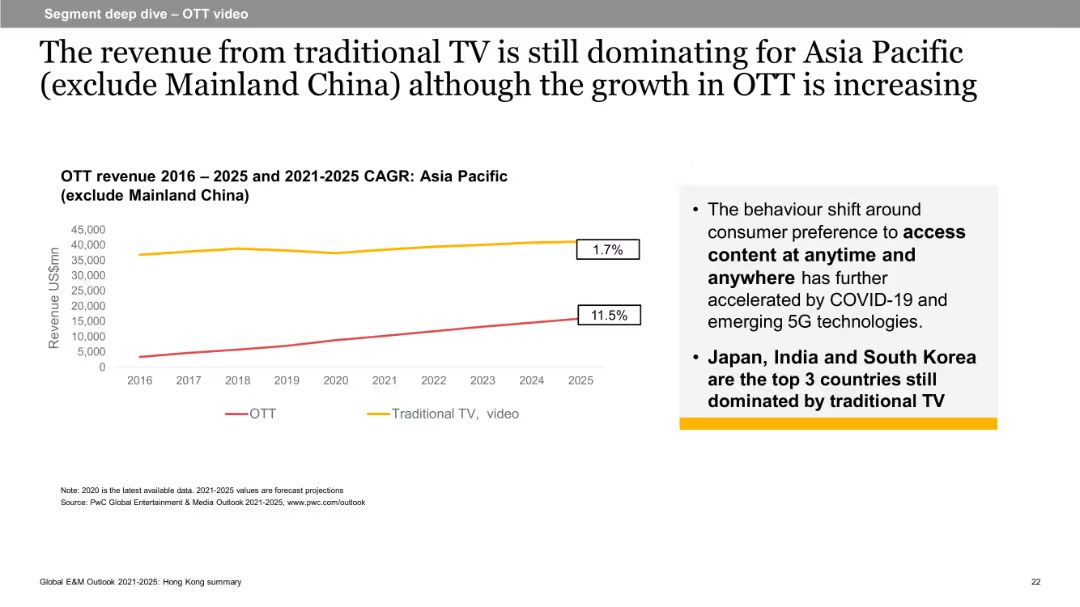 Segment deep dive – OTT video
The revenue from traditional TV is still dominating for Asia Pacific
(exclude Mainland China) although the growth in OTT is increasing
OTT revenue 2016 – 2025 and 2021-2025 CAGR: Asia Pacific
(exclude Mainland China)
Revenue US$mn
45,000
40,000
35,000
30,000
25,000
20,000
15,000
10,000
5,000
0
1.7%
11.5%
2016 2017 2018 2019 2020 2021 2022 2023 2024 2025
OTT
Traditional TV, video
• The behaviour shift around
consumer preference to access
content at anytime and
anywhere has further
accelerated by COVID-19 and
emerging 5G technologies.
• Japan, India and South Korea
are the top 3 countries still
dominated by traditional TV
Note: 2020 is the latest available data. 2021-2025 values are forecast projections
Source: PwC Global Entertainment & Media Outlook 2021-2025, www.pwc.com/outlook
Global E&M Outlook 2021-2025: Hong Kong summary
22